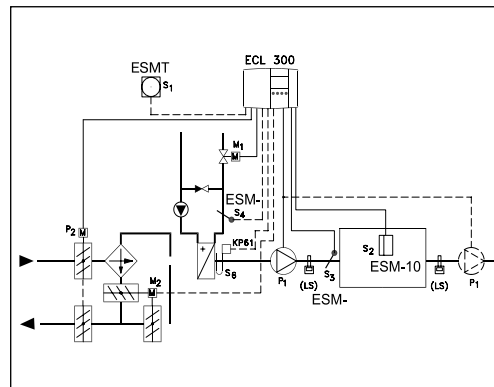 ESMT
S1
ECL 300
M1
M
ESM-
S4
P2
M
KP61
+
S6
M2
M
P1
(LS)
S3
ESM-
S2
ESM-10
(LS)
P1